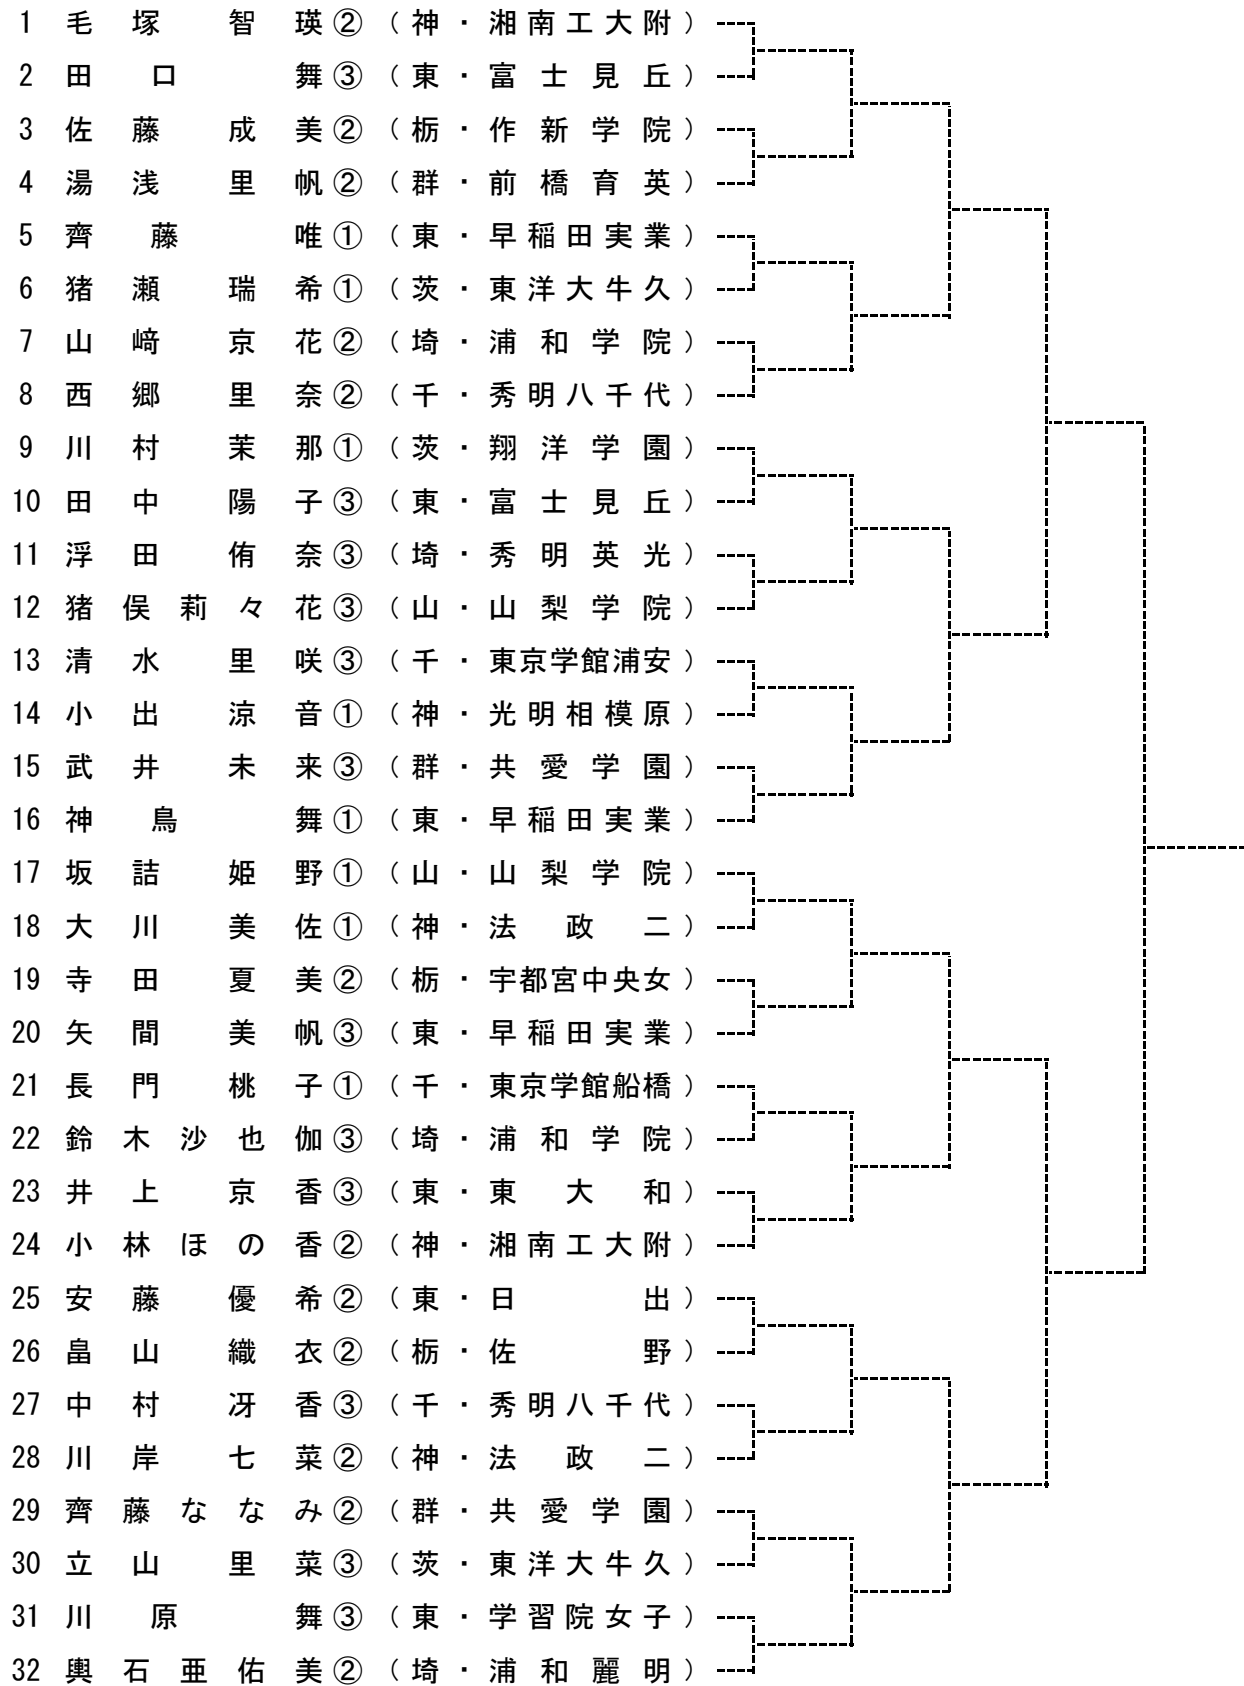 1 毛塚智瑛② （神・湘南工大附）
2 田口舞③ （東・富士見丘）
3 佐藤成美② （栃・作新学院）
4 湯浅里帆② （群・前橋育英）
5 齊藤唯① （東・早稲田実業）
6 猪瀬瑞希① （茨・東洋大牛久）
7 山﨑京花② （埼・浦和学院）
8 西郷里奈② （千・秀明八千代）
9 川村茉那① （茨・翔洋学園）
10 田中陽子③ （東・富士見丘）
11 浮田侑奈③ （埼・秀明英光）
12 猪俣莉々花③ （山・山梨学院）
13 清水里咲③ （千・東京学館浦安）
14 小出涼音① （神・光明相模原）
15 武井未来③ （群・共愛学園）
16 神鳥舞① （東・早稲田実業）
17 坂詰姫野① （山・山梨学院）
18 大川美佐① （神・法政二）
19 寺田夏美② （栃・宇都宮中央女）
20 矢間美帆③ （東・早稲田実業）
21 長門桃子① （千・東京学館船橋）
22 鈴木沙也伽③ （埼・浦和学院）
23 井上京香③ （東・東大和）
24 小林ほの香② （神・湘南工大附）
25 安藤優希② （東・日出）
26 畠山織衣② （栃・佐野）
27 中村冴香③ （千・秀明八千代）
28 川岸七菜② （神・法政二）
29 齊藤ななみ② （群・共愛学園）
30 立山里菜③ （茨・東洋大牛久）
31 川原舞③ （東・学習院女子）
32 輿石亜佑美② （埼・浦和麗明）